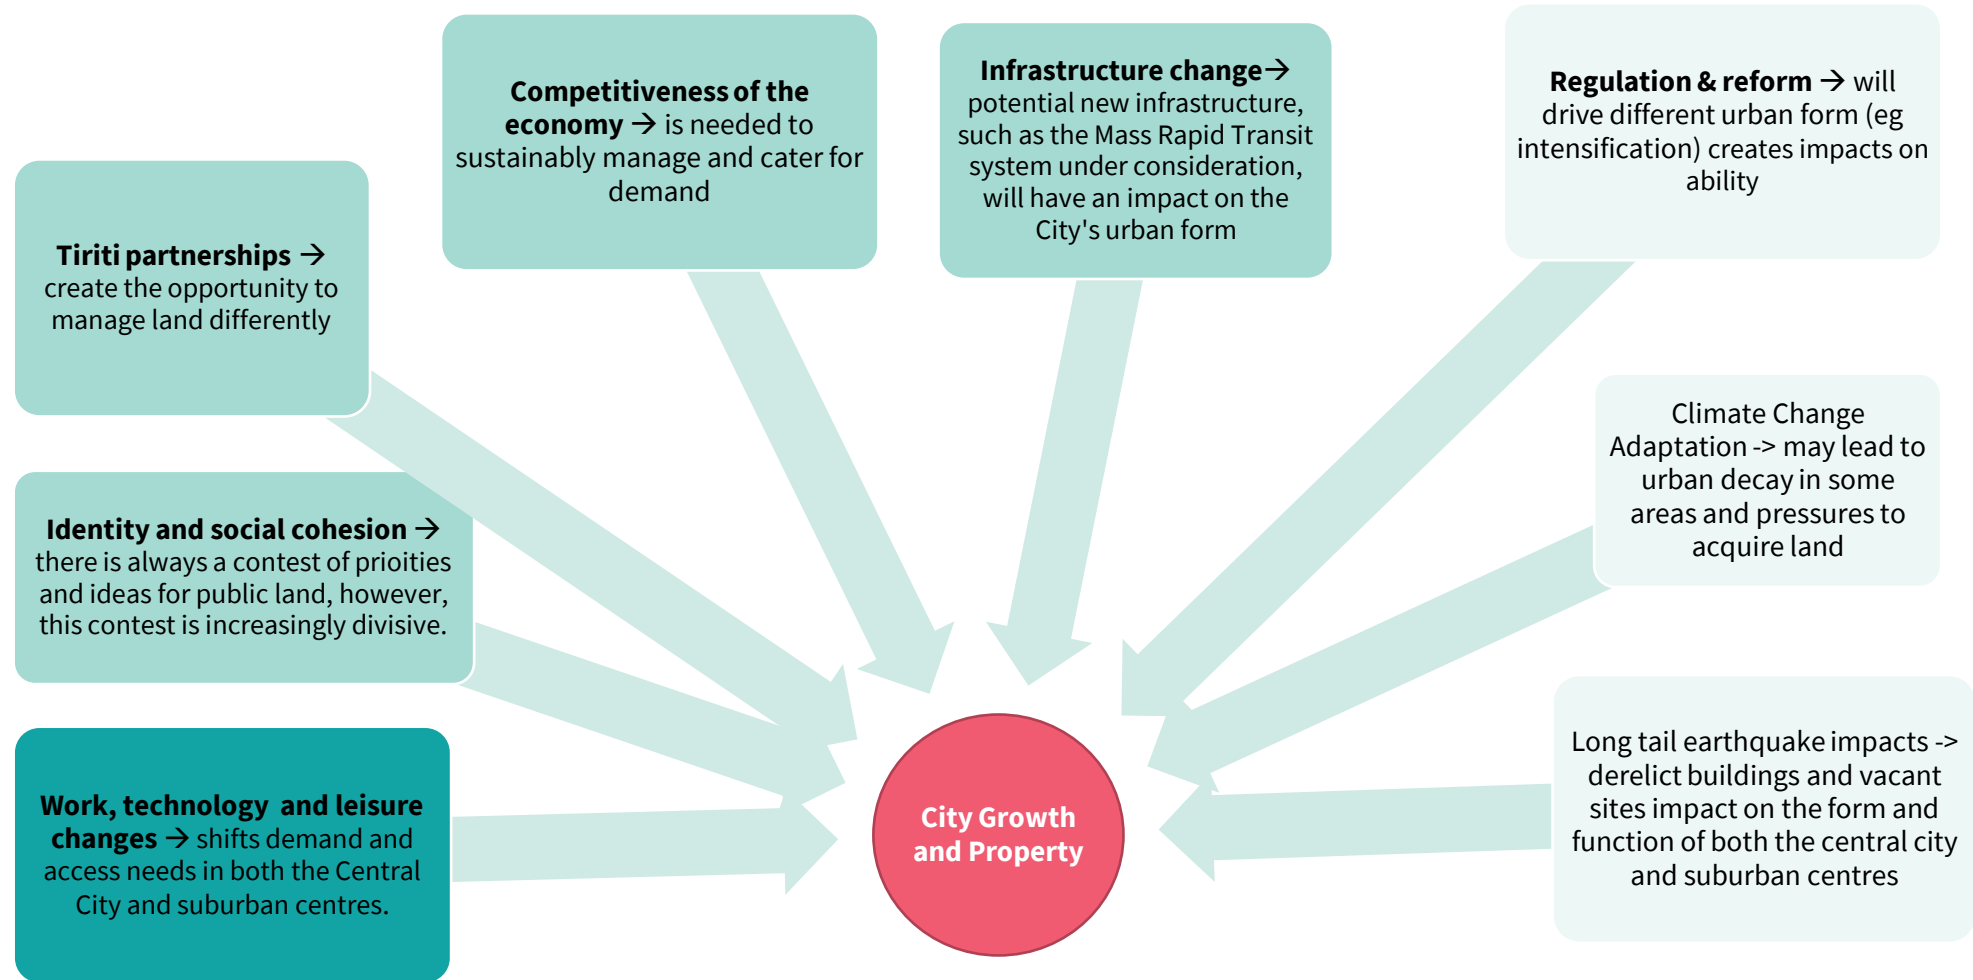 Competitiveness of the
economy → is needed to
sustainably manage and cater for
demand
Infrastructure change→
potential new infrastructure,
such as the Mass Rapid Transit
system under consideration,
will have an impact on the
City's urban form
Regulation & reform → will
drive different urban form (eg
intensification) creates impacts on
ability
Tiriti partnerships →
create the opportunity to
manage land differently
Climate Change
Adaptation -> may lead to
urban decay in some
areas and pressures to
acquire land
Identity and social cohesion →
there is always a contest of prioities
and ideas for public land, however,
this contest is increasingly divisive.
Long tail earthquake impacts ->
derelict buildings and vacant
sites impact on the form and
function of both the central city
and suburban centres
Work, technology and leisure
changes → shifts demand and
access needs in both the Central
City and suburban centres.
City Growth
and Property